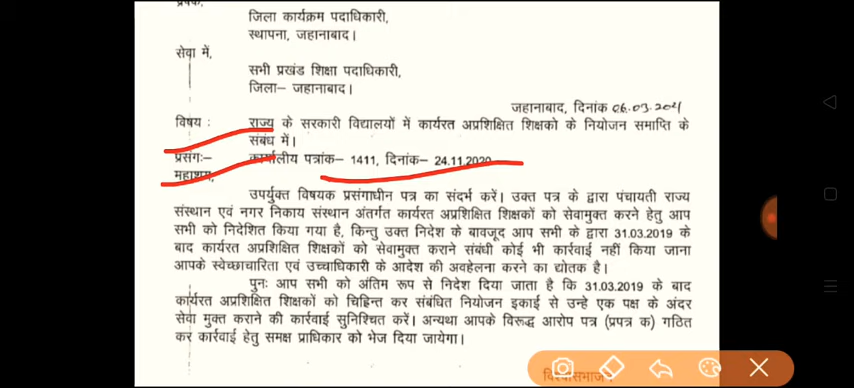 प्रेषक,
जिला कार्यक्रम पदाधिकारी,
स्थापना, जहानाबाद।
सेवा में,
सभी प्रखंड शिक्षा पदाधिकारी,
जिला– जहानाबाद।
जहानाबाद, दिनांक 06.03.2021
विषय : राज्य के सरकारी विद्यालयों में कार्यरत अप्रशिक्षित शिक्षको के नियोजन समाप्ति के
संबंध में।
प्रसंगः– कार्यालीय पत्रांक– 1411, दिनांक– 24.11.2020
महाशय,
उपर्युक्त विषयक प्रसंगाधीन पत्र का संदर्भ करें। उक्त पत्र के द्वारा पंचायती राज्य
संस्थान एवं नगर निकाय संस्थान अंतर्गत कार्यरत अप्रशिक्षित शिक्षकों को सेवामुक्त करने हेतु आप
सभी को निदेशित किया गया है, किन्तु उक्त निदेश के बावजूद आप सभी के द्वारा 31.03.2019 के
बाद कार्यरत अप्रशिक्षित शिक्षकों को सेवामुक्त कराने संबंधी कोई भी कार्रवाई नहीं किया जाना
आपके स्वेच्छाचारिता एवं उच्चाधिकारी के आदेश की अवहेलना करने का द्योतक है।
पुनः आप सभी को अंतिम रूप से निदेश दिया जाता है कि 31.03.2019 के बाद
कार्यरत अप्रशिक्षित शिक्षकों को चिह्नित कर संबंधित नियोजन इकाई से उन्हे एक पक्ष के अंदर
सेवा मुक्त कराने की कार्रवाई सुनिश्चित करें। अन्यथा आपके विरूद्ध आरोप पत्र (प्रपत्र क) गठित
कर कार्रवाई हेतु समक्ष प्राधिकार को भेज दिया जायेगा।
विश्वासभाजन